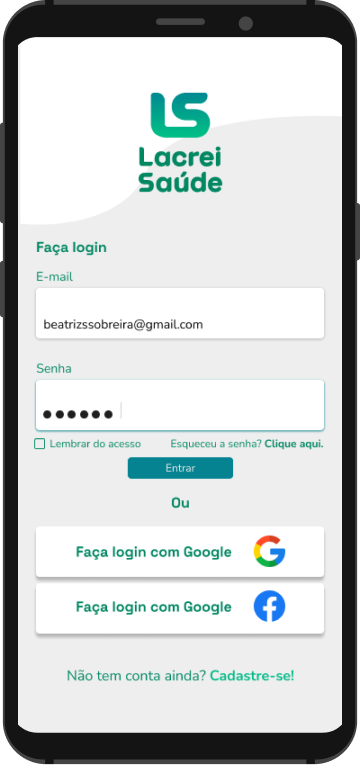 LS
Lacrei
Saúde
Faça login
E-mail
beatrizssobreira@gmail.com
Senha
●●●●●●
Lembrar do acesso Esqueceu a senha? Clique aqui.
Entrar
Ou
Faça login com Google
Faça login com Google
Não tem conta ainda? Cadastre-se!